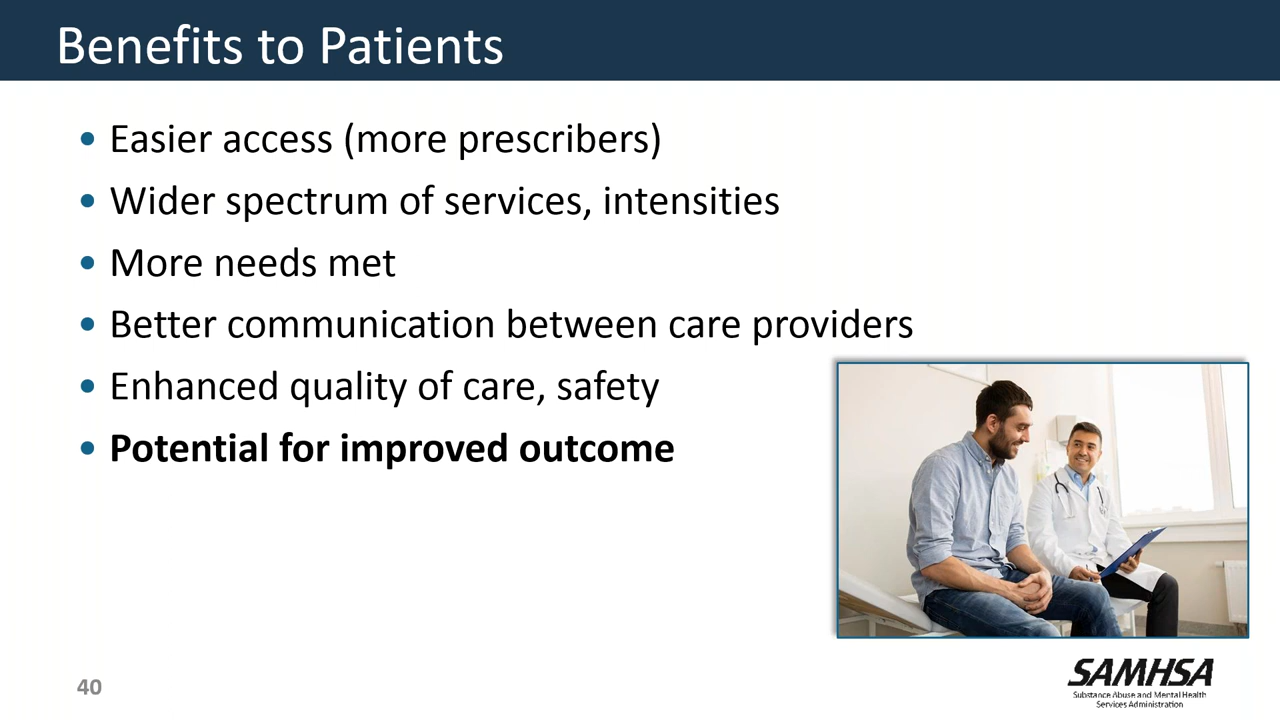 Benefits to Patients
• Easier access (more prescribers)
• Wider spectrum of services, intensities
• More needs met
• Better communication between care providers
• Enhanced quality of care, safety
• Potential for improved outcome
40
SAMHSA
Substance Abuse and Mental Health
Services Administration